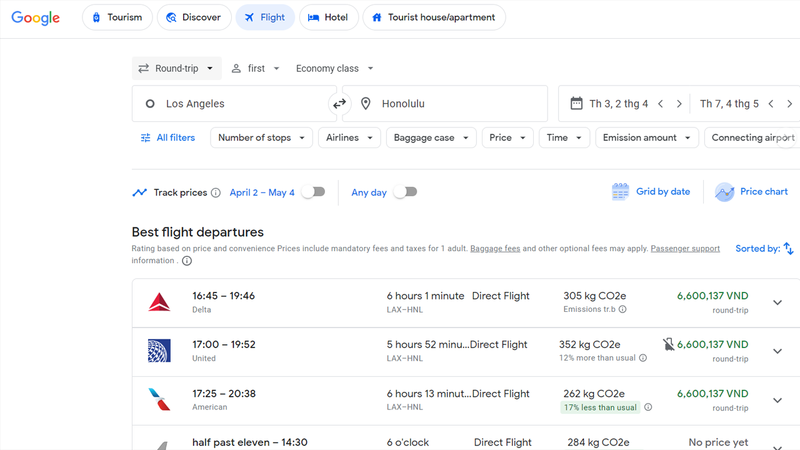 Google Tourism Discover Flight Hotel Tourist house/apartment
Round-trip first Economy class
Los Angeles Honolulu Th 3, 2 thg 4 Th 7, 4 thg 5
All filters Number of stops Airlines Baggage case Price Time Emission amount Connecting airport
Track prices April 2 – May 4 Any day Grid by date Price chart
Best flight departures
Rating based on price and convenience Prices include mandatory fees and taxes for 1 adult. Baggage fees and other optional fees may apply. Passenger support
information . Sorted by:
16:45 – 19:46 6 hours 1 minute Direct Flight 305 kg CO2e 6,600,137 VND
Delta LAX–HNL Emissions tr.b round-trip
17:00 – 19:52 5 hours 52 minu... Direct Flight 352 kg CO2e 6,600,137 VND
United LAX–HNL 12% more than usual round-trip
17:25 – 20:38 6 hours 13 minut... Direct Flight 262 kg CO2e 6,600,137 VND
American LAX–HNL 17% less than usual round-trip
half past eleven – 14:30 6 o'clock Direct Flight 284 kg CO2e No price yet